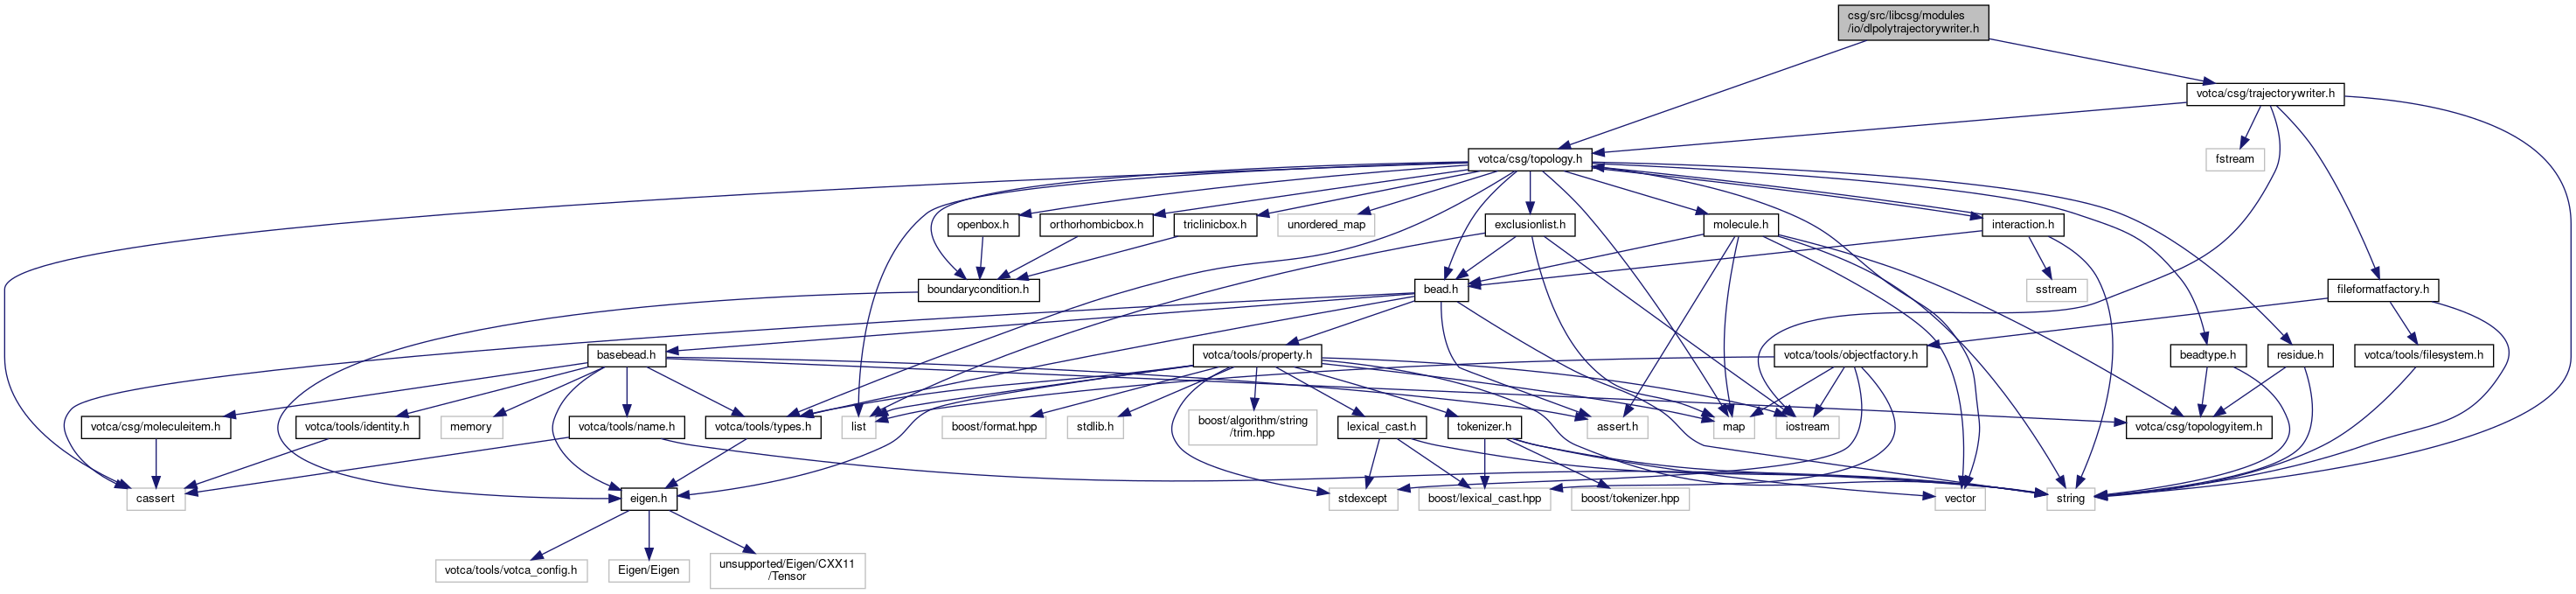 csg/src/libcsg/modules
/io/dlpolytrajectorywriter.h
votca/csg/trajectorywriter.h
votca/csg/topology.h
fstream
openbox.h
orthorhombicbox.h
triclinicbox.h
unordered_map
exclusionlist.h
molecule.h
interaction.h
boundarycondition.h
bead.h
sstream
fileformatfactory.h
basebead.h
votca/tools/property.h
votca/tools/objectfactory.h
beadtype.h
residue.h
votca/tools/filesystem.h
votca/csg/moleculeitem.h
votca/tools/identity.h
memory
votca/tools/name.h
votca/tools/types.h
list
boost/format.hpp
stdlib.h
boost/algorithm/string
/trim.hpp
lexical_cast.h
tokenizer.h
assert.h
map
iostream
votca/csg/topologyitem.h
cassert
eigen.h
stdexcept
boost/lexical_cast.hpp
boost/tokenizer.hpp
vector
string
votca/tools/votca_config.h
Eigen/Eigen
unsupported/Eigen/CXX11
/Tensor